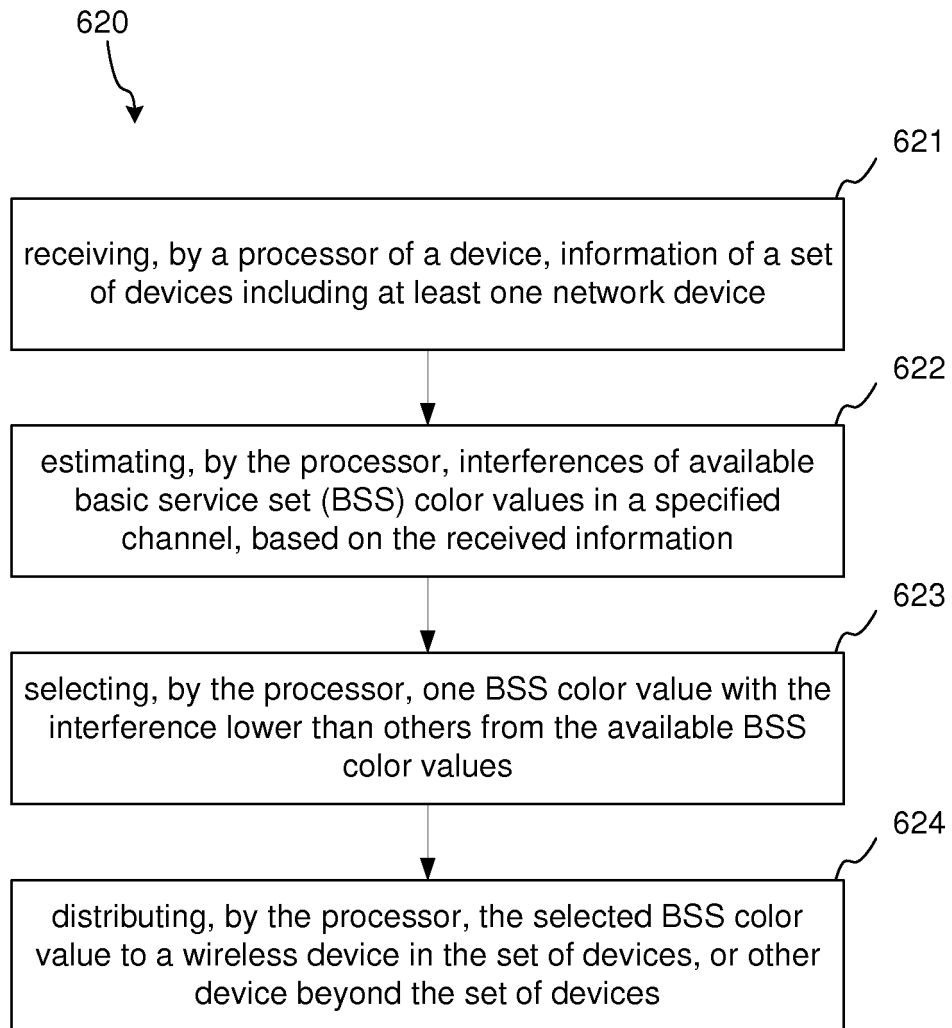 620
621
receiving, by a processor of a device, information of a set
of devices including at least one network device
622
estimating, by the processor, interferences of available
basic service set (BSS) color values in a specified
channel, based on the received information
623
selecting, by the processor, one BSS color value with the
interference lower than others from the available BSS
color values
624
distributing, by the processor, the selected BSS color
value to a wireless device in the set of devices, or other
device beyond the set of devices